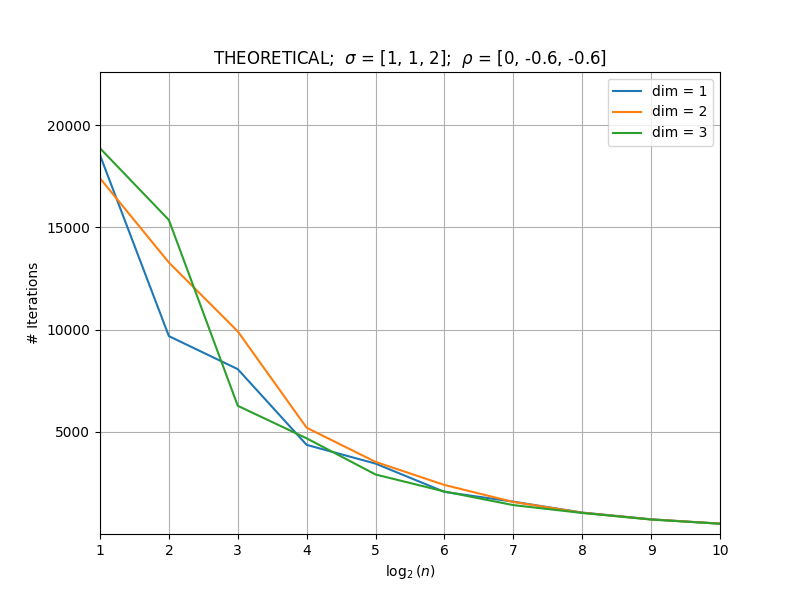 THEORETICAL;  σ = [1, 1, 2];  ρ = [0, -0.6, -0.6]
dim = 1
dim = 2
dim = 3
20000
15000
10000
5000
# Iterations
1 2 3 4 5 6 7 8 9 10
log₂(n)